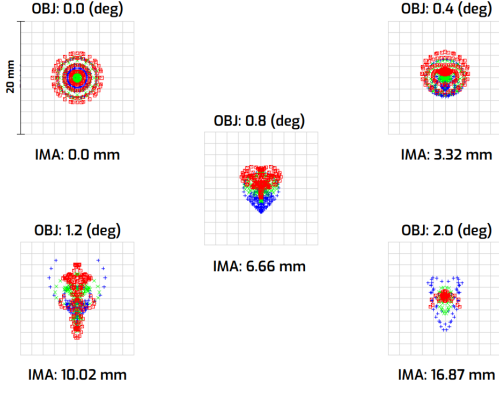 OBJ: 0.0 (deg)
OBJ: 0.4 (deg)
20 mm
IMA: 0.0 mm
IMA: 3.32 mm
OBJ: 0.8 (deg)
IMA: 6.66 mm
OBJ: 1.2 (deg)
OBJ: 2.0 (deg)
IMA: 10.02 mm
IMA: 16.87 mm